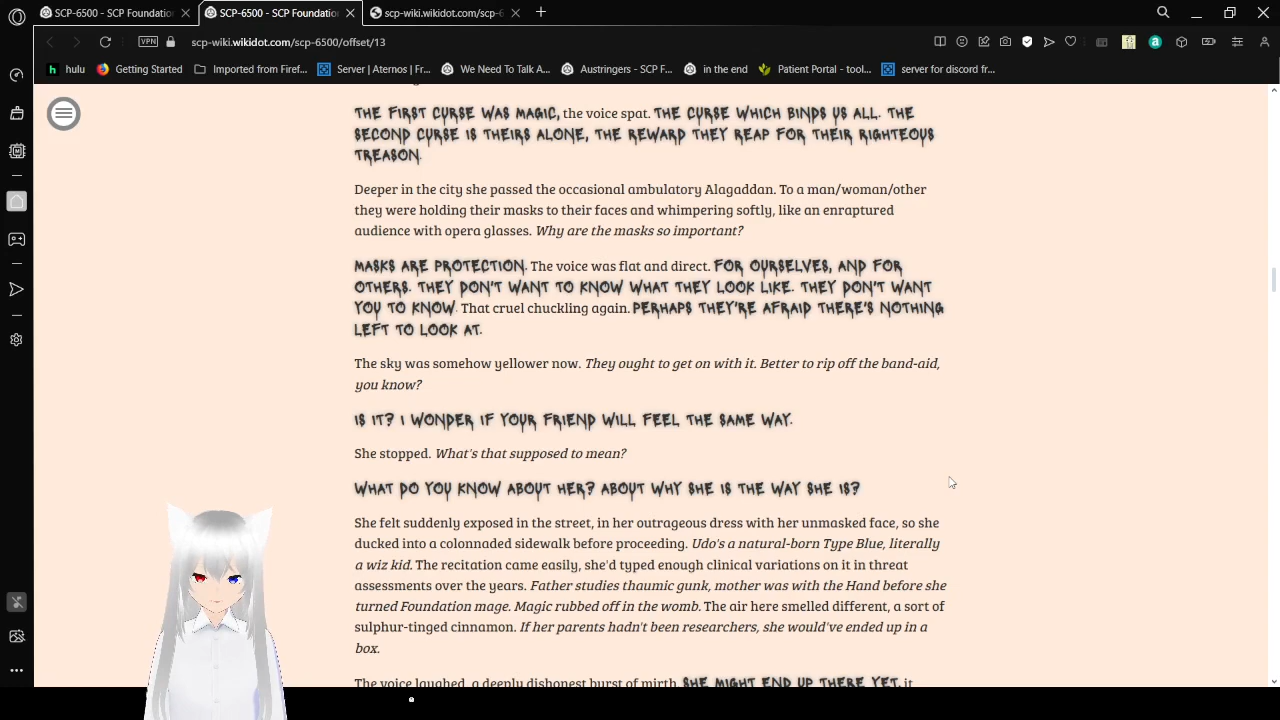 SCP-6500 - SCP Foundation
SCP-6500 - SCP Foundation
scp-wiki.wikidot.com/scp-6
VPN
scp-wiki.wikidot.com/scp-6500/offset/13
hulu
Getting Started
Imported from Firef...
Server | Aternos | Fr...
We Need To Talk A...
Austringers - SCP F...
in the end
Patient Portal - tool...
server for discord fr...
THE FIRST CURSE WAS MAGIC, the voice spat. THE CURSE WHICH BINDS US ALL. THE
SECOND CURSE IS THEIRS ALONE, THE REWARD THEY REAP FOR THEIR RIGHTEOUS
TREASON.
Deeper in the city she passed the occasional ambulatory Alagaddan. To a man/woman/other
they were holding their masks to their faces and whimpering softly, like an enraptured
audience with opera glasses. Why are the masks so important?
MASKS ARE PROTECTION. The voice was flat and direct. FOR OURSELVES, AND FOR
OTHERS. THEY DON'T WANT TO KNOW WHAT THEY LOOK LIKE. THEY DON'T WANT
YOU TO KNOW. That cruel chuckling again. PERHAPS THEY'RE AFRAID THERE'S NOTHING
LEFT TO LOOK AT.
The sky was somehow yellower now. They ought to get on with it. Better to rip off the band-aid,
you know?
IS IT? I WONDER IF YOUR FRIEND WILL FEEL THE SAME WAY.
She stopped. What's that supposed to mean?
WHAT DO YOU KNOW ABOUT HER? ABOUT WHY SHE IS THE WAY SHE IS?
She felt suddenly exposed in the street, in her outrageous dress with her unmasked face, so she
ducked into a colonnaded sidewalk before proceeding. Udo's a natural-born Type Blue, literally
a wiz kid. The recitation came easily, she'd typed enough clinical variations on it in threat
assessments over the years. Father studies thaumic gunk, mother was with the Hand before she
turned Foundation mage. Magic rubbed off in the womb. The air here smelled different, a sort of
sulphur-tinged cinnamon. If her parents hadn't been researchers, she would've ended up in a
box.
The voice laughed, a deeply dishonest burst of mirth. SHE MIGHT END UP THERE YET, it